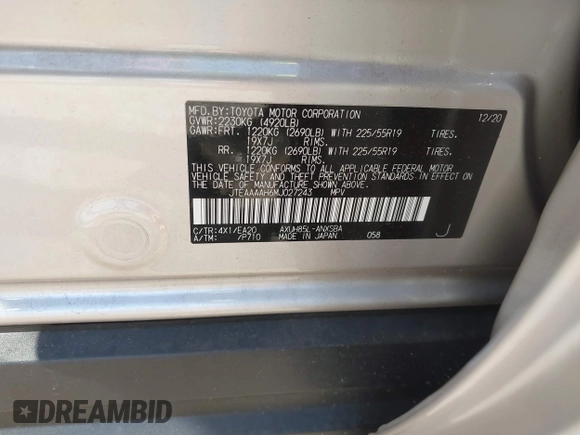 MFD.BY:TOYOTA MOTOR CORPORATION 12/20
GVWR:2230KG (4920LB)
GAWR:FRT. 1220KG (2690LB) WITH 225/55R19 TIRES.
19X7J RIMS.
RR. 1220KG (2690LB) WITH 225/55R19 TIRES.
19X7J RIMS.
THIS VEHICLE CONFORMS TO ALL APPLICABLE FEDERAL MOTOR
VEHICLE SAFETY AND BUMPER STANDARDS IN EFFECT ON THE
DATE OF MANUFACTURE SHOWN ABOVE.
JTEAAAAH6MJ027243 MPV
C/TR:4X1/EA20 AXUH85L-ANXSBA
A/TM: 7P710 MADE IN JAPAN 058 J
DREAMBID